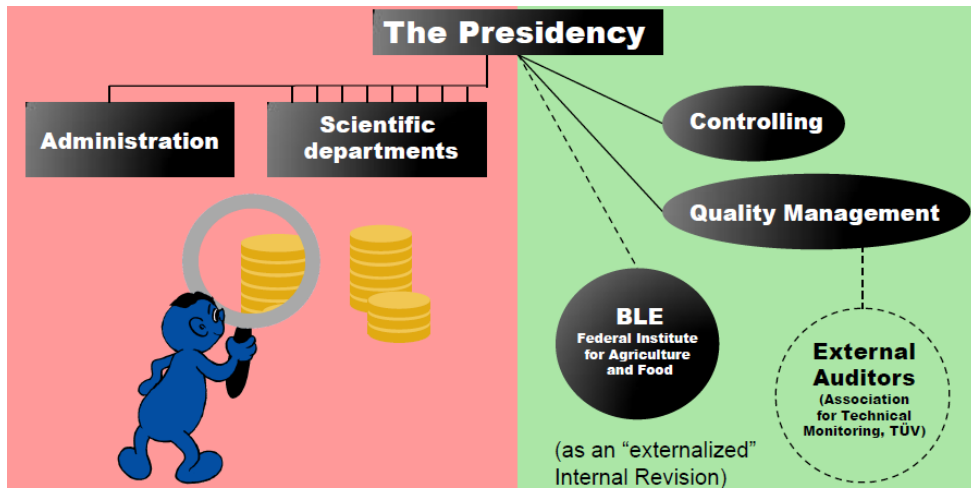 The Presidency
Administration
Scientific
departments
Controlling
Quality Management
BLE
Federal Institute
for Agriculture
and Food
External
Auditors
(Association
for Technical
Monitoring, TÜV)
(as an “externalized”
Internal Revision)